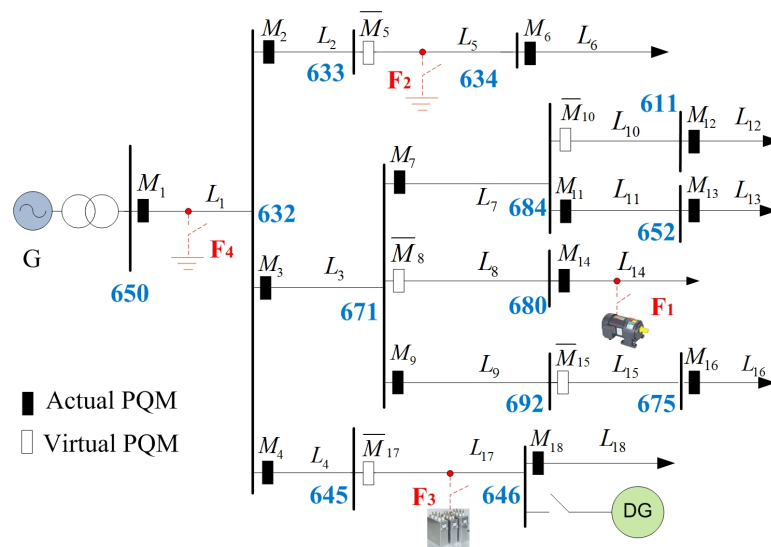 M2 L2 M̅5 L5 M6 L6
633 F2 634
611
M̅10 L10 M12 L12
M1 L1 M7
L7 684 M11 L11 M13 L13
G F4 632 652
650
M3 L3 M̅8 L8 M14 L14
671 680 F1
M9 L9 M̅15 L15 M16 L16
692 675
Actual PQM
Virtual PQM
M4 L4 M̅17 L17 M18 L18
645 F3 646
DG